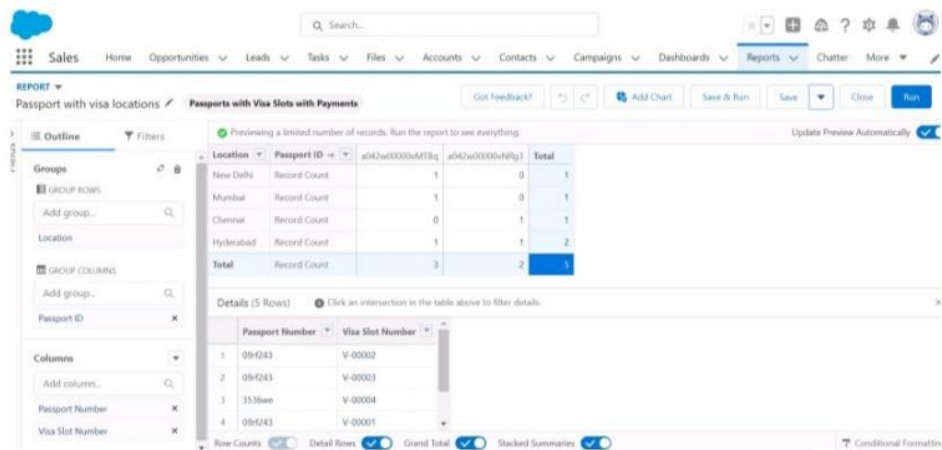 Search...
Sales Home Opportunities Leads Tasks Files Accounts Contacts Campaigns Dashboards Reports Chatter More
REPORT
Passport with visa locations Passports with Visa Slots with Payments Got Feedback? Add Chart Save & Run Save Close Run
Outline Filters Previewing a limited number of records. Run the report to see everything. Update Preview Automatically
Fields
Groups
GROUP ROWS
Add group...
Location
GROUP COLUMNS
Add group...
Passport ID
Columns
Add column...
Passport Number
Visa Slot Number
Location Passport ID → Total
New Delhi Record Count 1 0 1
Mumbai Record Count 1 0 1
Chennai Record Count 0 1 1
Hyderabad Record Count 1 1 2
Total Record Count 3 2 5
Details (5 Rows) Click an intersection in the table above to filter details.
Passport Number Visa Slot Number
1 09rf243 V-00002
2 09rf243 V-00003
3 3536we V-00004
4 09rf243 V-00001
Row Counts Detail Rows Grand Total Stacked Summaries Conditional Formattin